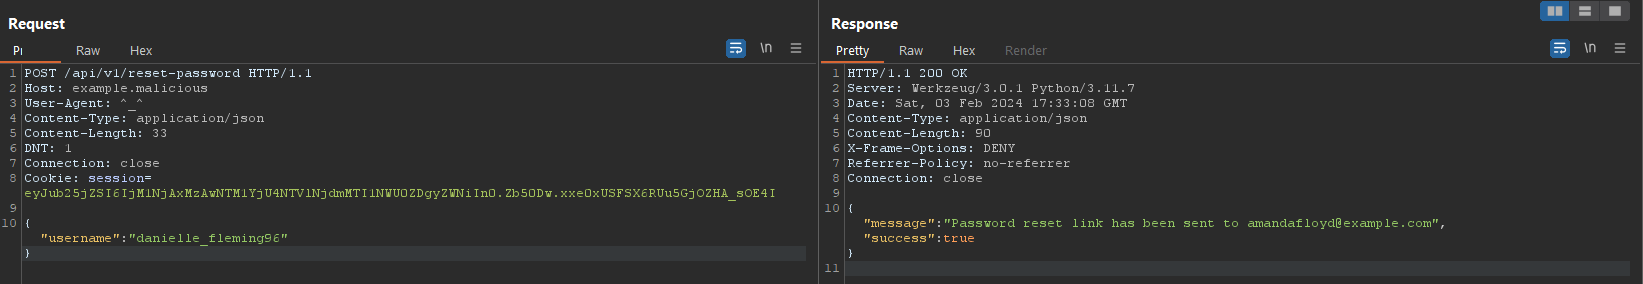 Request
Pr Raw Hex \n
1 POST /api/v1/reset-password HTTP/1.1
2 Host: example.malicious
3 User-Agent: ^_^
4 Content-Type: application/json
5 Content-Length: 33
6 DNT: 1
7 Connection: close
8 Cookie: session=
9
10 {
"username":"danielle_fleming96"
}
Response
Pretty Raw Hex Render \n
1 HTTP/1.1 200 OK
2 Server: Werkzeug/3.0.1 Python/3.11.7
3 Date: Sat, 03 Feb 2024 17:33:08 GMT
4 Content-Type: application/json
5 Content-Length: 90
6 X-Frame-Options: DENY
7 Referrer-Policy: no-referrer
8 Connection: close
9
10 {
"message":"Password reset link has been sent to amandafloyd@example.com",
"success":true
}
11